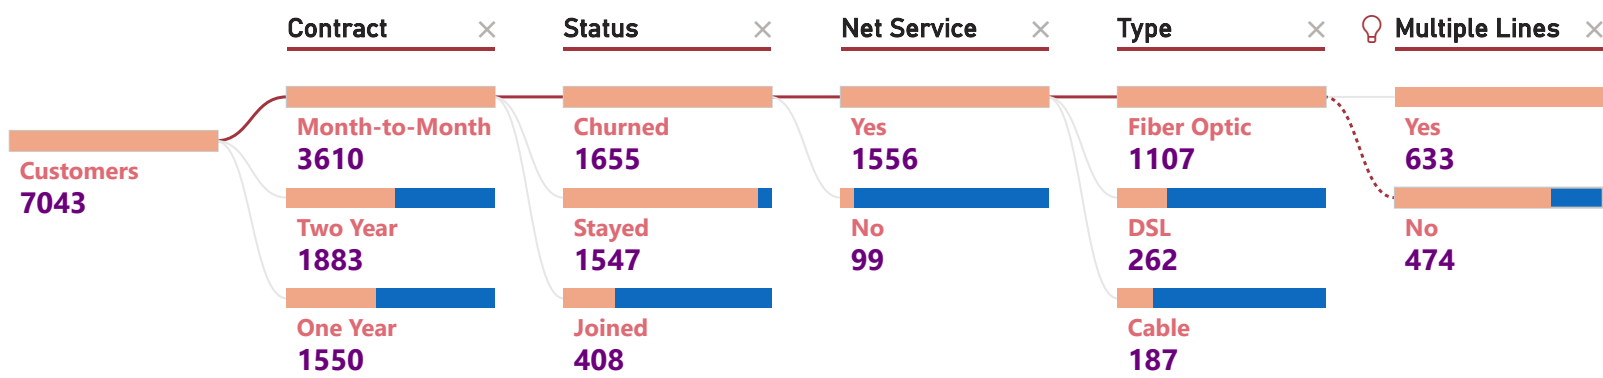 Contract
Status
Net Service
Type
Multiple Lines
Customers
7043
Month-to-Month
3610
Two Year
1883
One Year
1550
Churned
1655
Stayed
1547
Joined
408
Yes
1556
No
99
Fiber Optic
1107
DSL
262
Cable
187
Yes
633
No
474